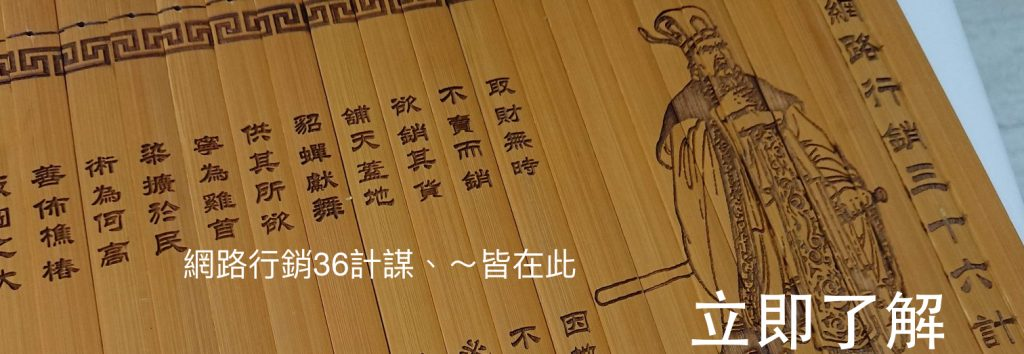 網路行銷三十六計
取財無時
不賣而銷
欲銷其貨
鋪天蓋地
貂蟬獻舞
供其所欲
寧為雞首
染擴於民
術為何高
善佈樵樁
網路行銷36計謀、～皆在此
立即了解